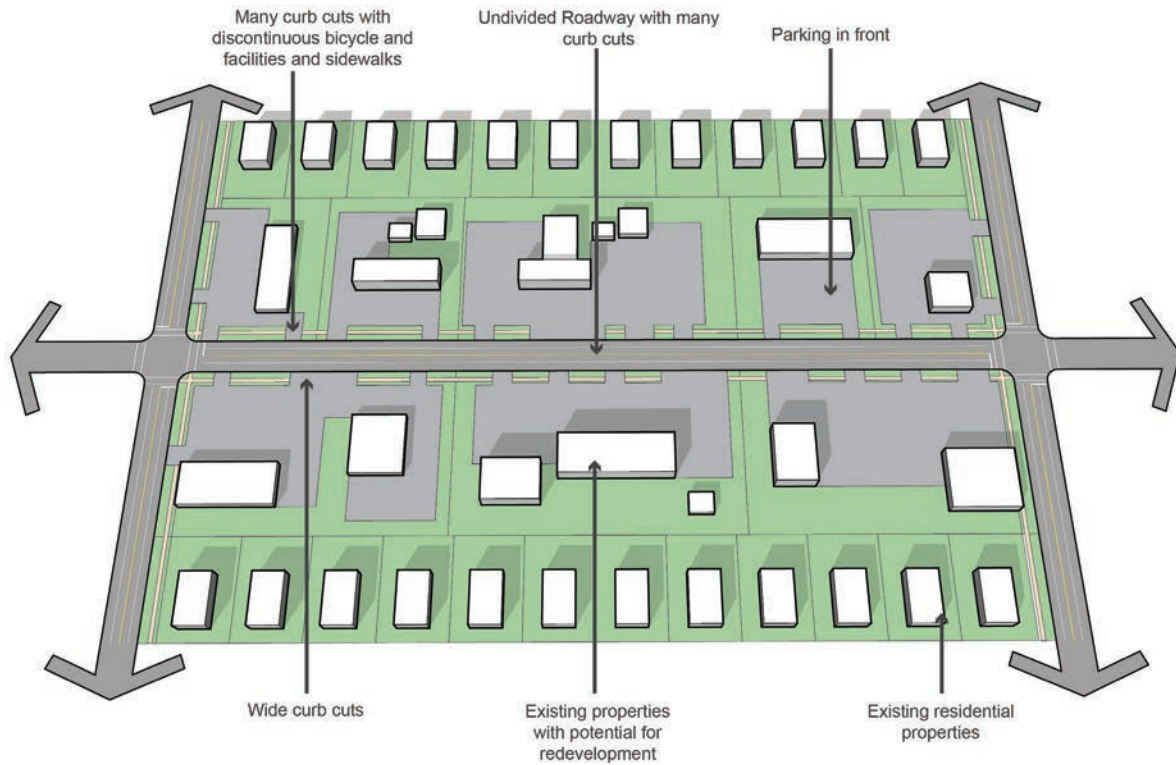 Many curb cuts with
discontinuous bicycle and
facilities and sidewalks
Undivided Roadway with many
curb cuts
Parking in front
Wide curb cuts
Existing properties
with potential for
redevelopment
Existing residential
properties